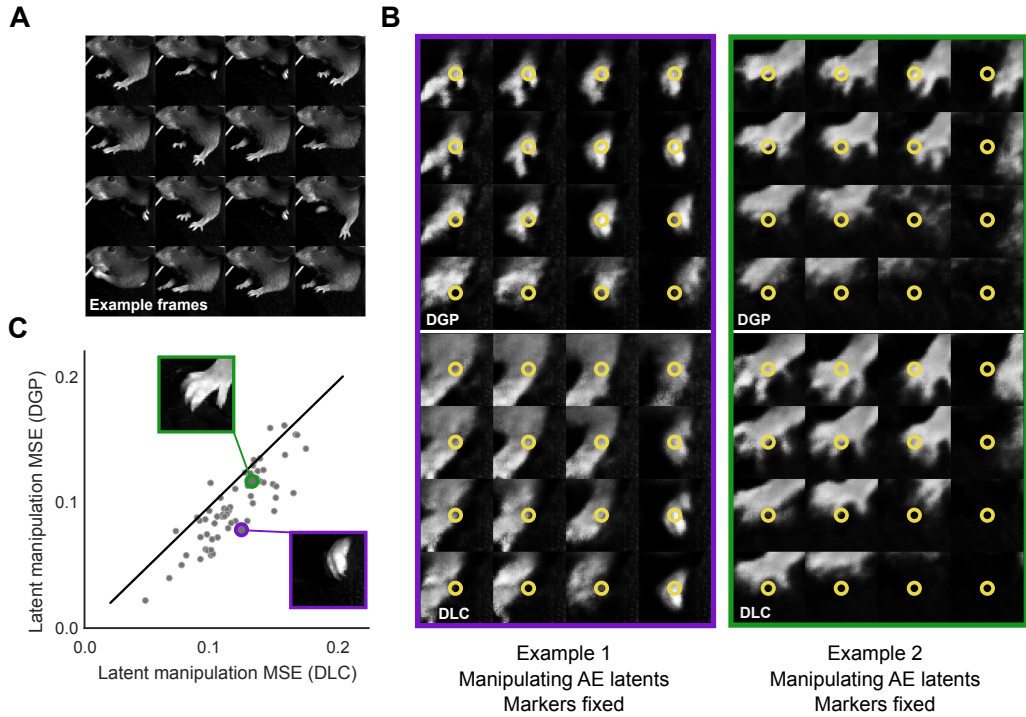 A
B
Example frames
DGP
DGP
DLC
DLC
C
Latent manipulation MSE (DGP)
0.2
0.1
0.0
0.0
0.1
0.2
Latent manipulation MSE (DLC)
Example 1
Manipulating AE latents
Markers fixed
Example 2
Manipulating AE latents
Markers fixed